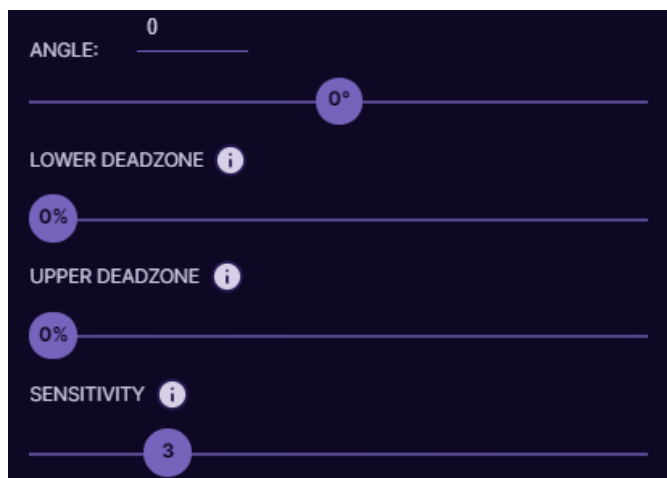 0
ANGLE:
0°
LOWER DEADZONE i
0%
UPPER DEADZONE i
0%
SENSITIVITY i
3